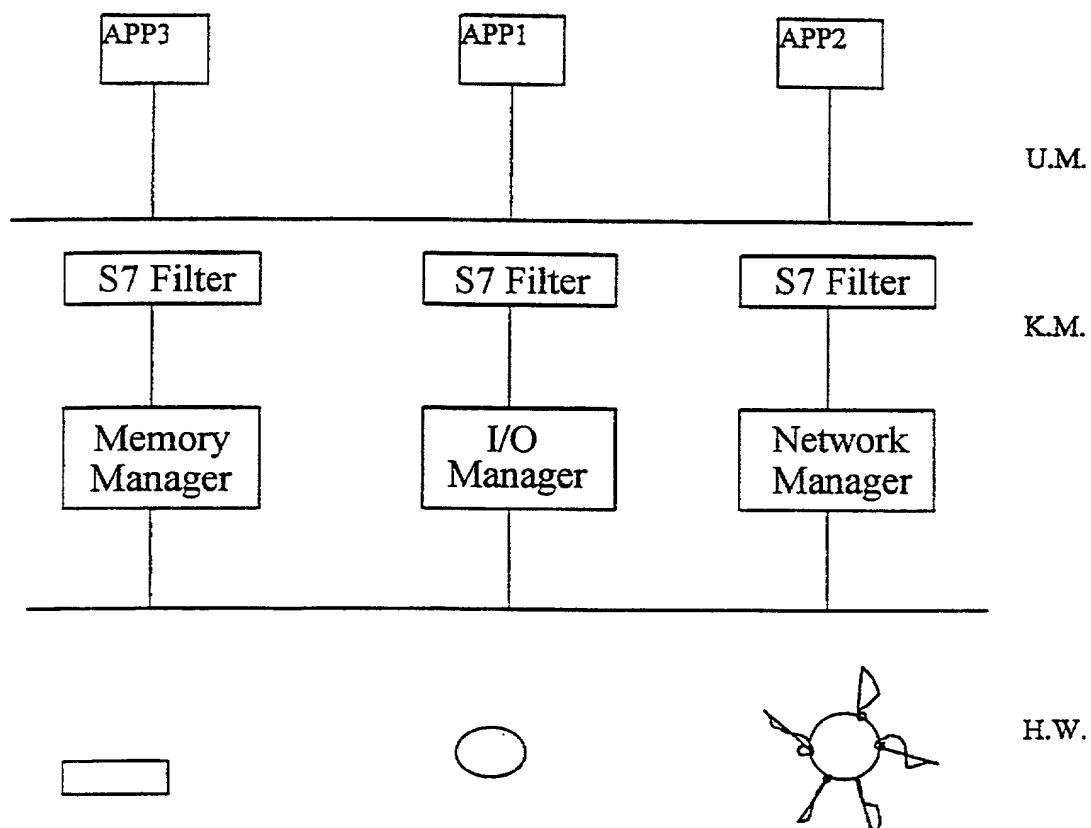 APP3
APP1
APP2
U.M.
S7 Filter
S7 Filter
S7 Filter
K.M.
Memory
Manager
I/O
Manager
Network
Manager
H.W.